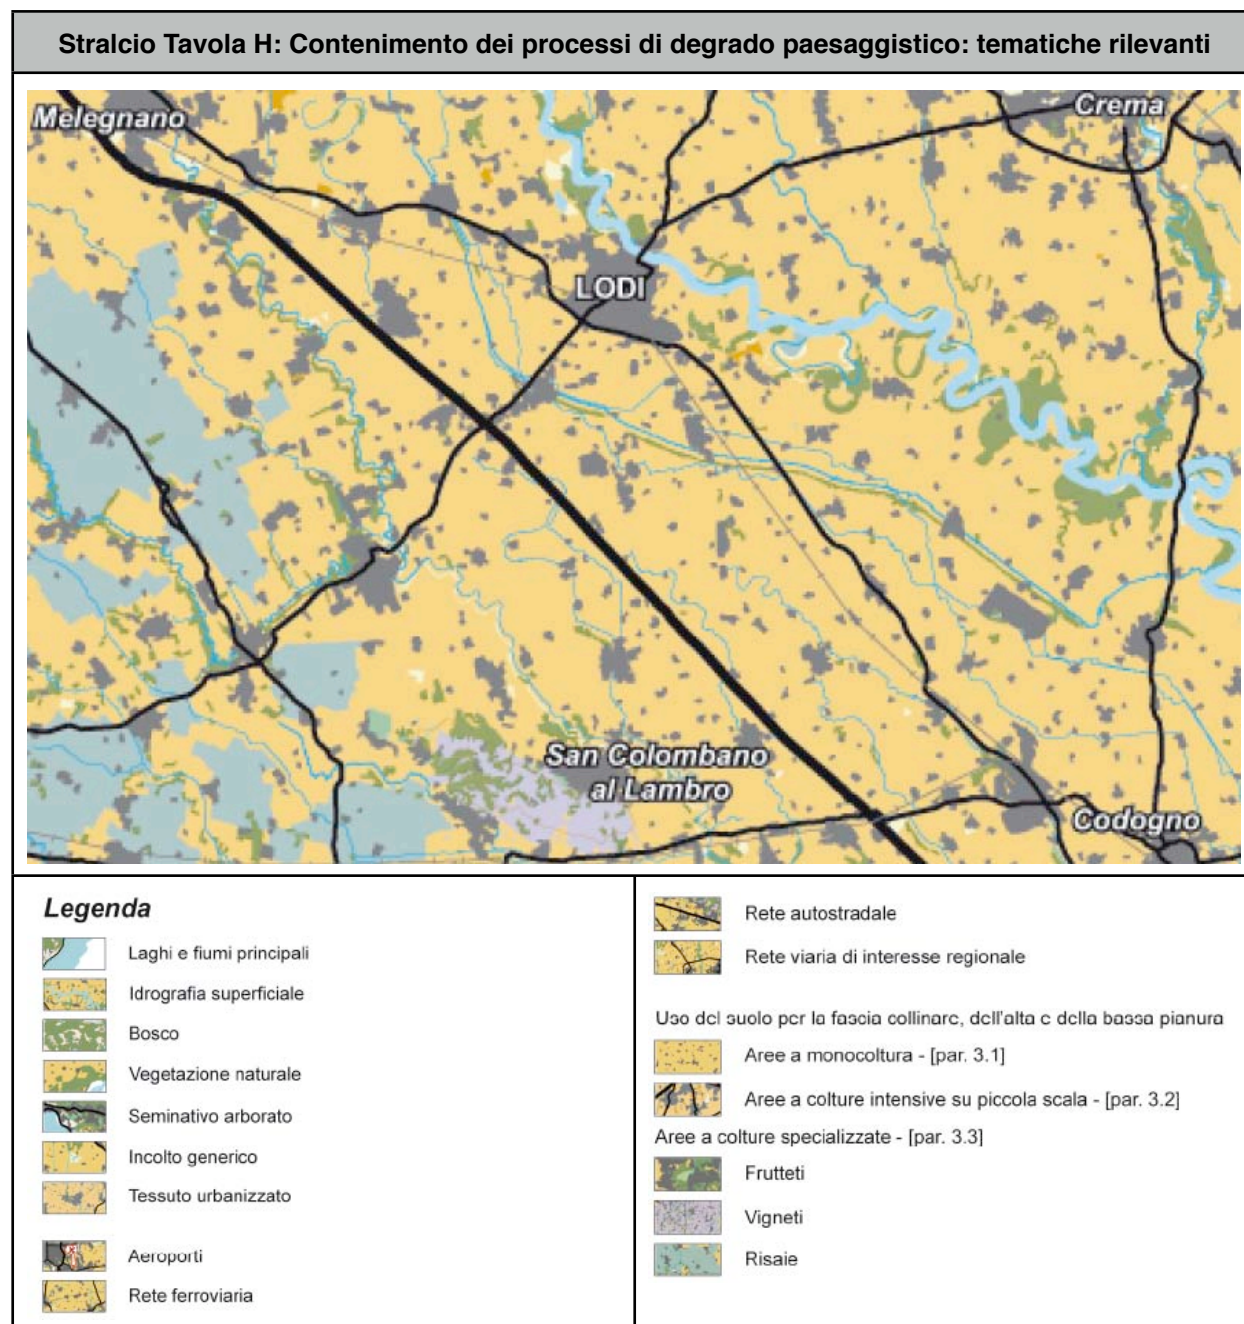 Stralcio Tavola H: Contenimento dei processi di degrado paesaggistico: tematiche rilevanti
Melegnano
Crema
LODI
San Colombano
al Lambro
Codogno
Legenda
Laghi e fiumi principali
Idrografia superficiale
Bosco
Vegetazione naturale
Seminativo arborato
Incolto generico
Tessuto urbanizzato
Aeroporti
Rete ferroviaria
Rete autostradale
Rete viaria di interesse regionale
Uso del suolo per la fascia collinare, dell'alta e della bassa pianura
Aree a monocoltura - [par. 3.1]
Aree a colture intensive su piccola scala - [par. 3.2]
Aree a colture specializzate - [par. 3.3]
Frutteti
Vigneti
Risaie